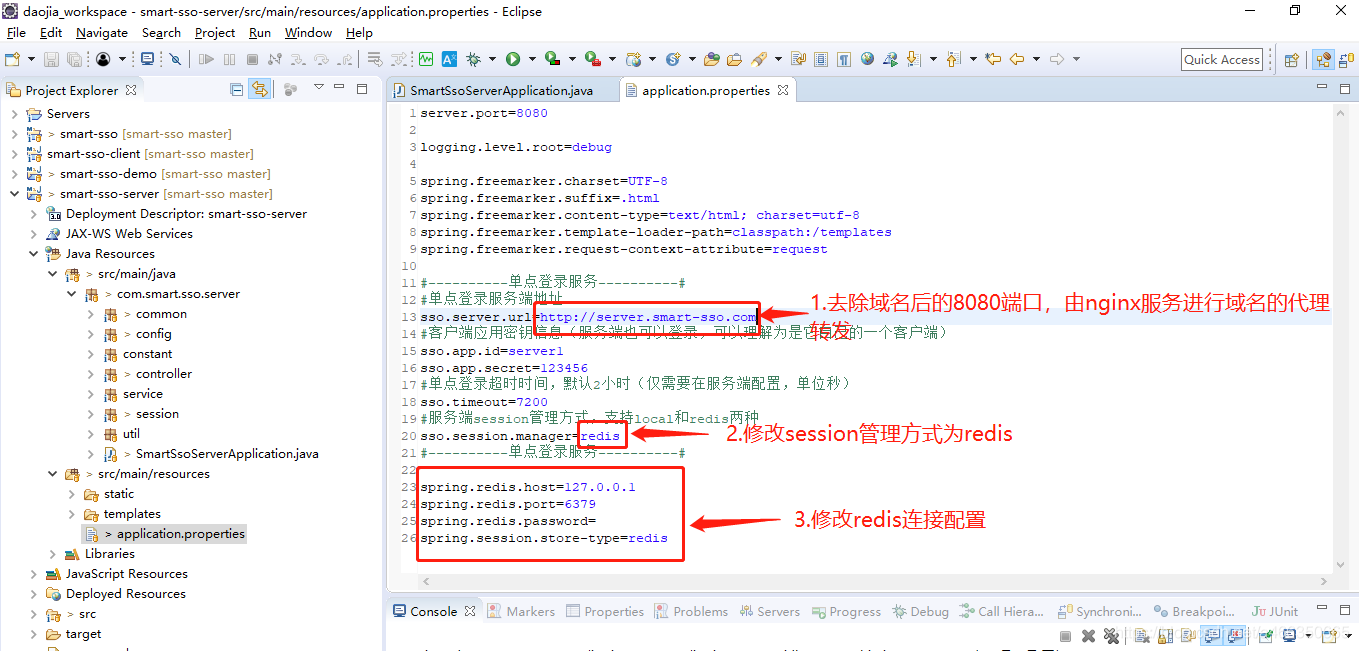 daojia_workspace - smart-sso-server/src/main/resources/application.properties - Eclipse
File Edit Navigate Search Project Run Window Help
Quick Access
Project Explorer
Servers
> smart-sso [smart-sso master]
smart-sso-client [smart-sso master]
> smart-sso-demo [smart-sso master]
> smart-sso-server [smart-sso master]
Deployment Descriptor: smart-sso-server
JAX-WS Web Services
Java Resources
> src/main/java
> com.smart.sso.server
> common
> config
constant
> controller
service
> session
util
> SmartSsoServerApplication.java
> src/main/resources
static
templates
> application.properties
Libraries
JavaScript Resources
Deployed Resources
> src
target
SmartSsoServerApplication.java application.properties
1 server.port=8080
2
3 logging.level.root=debug
4
5 spring.freemarker.charset=UTF-8
6 spring.freemarker.suffix=.html
7 spring.freemarker.content-type=text/html; charset=utf-8
8 spring.freemarker.template-loader-path=classpath:/templates
9 spring.freemarker.request-context-attribute=request
10
11 #----------单点登录服务----------#
12 #单点登录服务端地址
13 sso.server.url=http://server.smart-sso.com
1.去除域名后的8080端口，由nginx服务进行域名的代理
转发
14 #客户端应用密钥信息（服务端也可以登录，可以理解为是它的一个客户端）
15 sso.app.id=server1
16 sso.app.secret=123456
17 #单点登录超时时间，默认2小时（仅需要在服务端配置，单位秒）
18 sso.timeout=7200
19 #服务端session管理方式，支持local和redis两种
20 sso.session.manager=redis
2.修改session管理方式为redis
21 #----------单点登录服务----------#
22
23 spring.redis.host=127.0.0.1
24 spring.redis.port=6379
25 spring.redis.password=
26 spring.session.store-type=redis
3.修改redis连接配置
Console Markers Properties Problems Servers Progress Debug Call Hiera... Synchroni... Breakpoi... JUnit